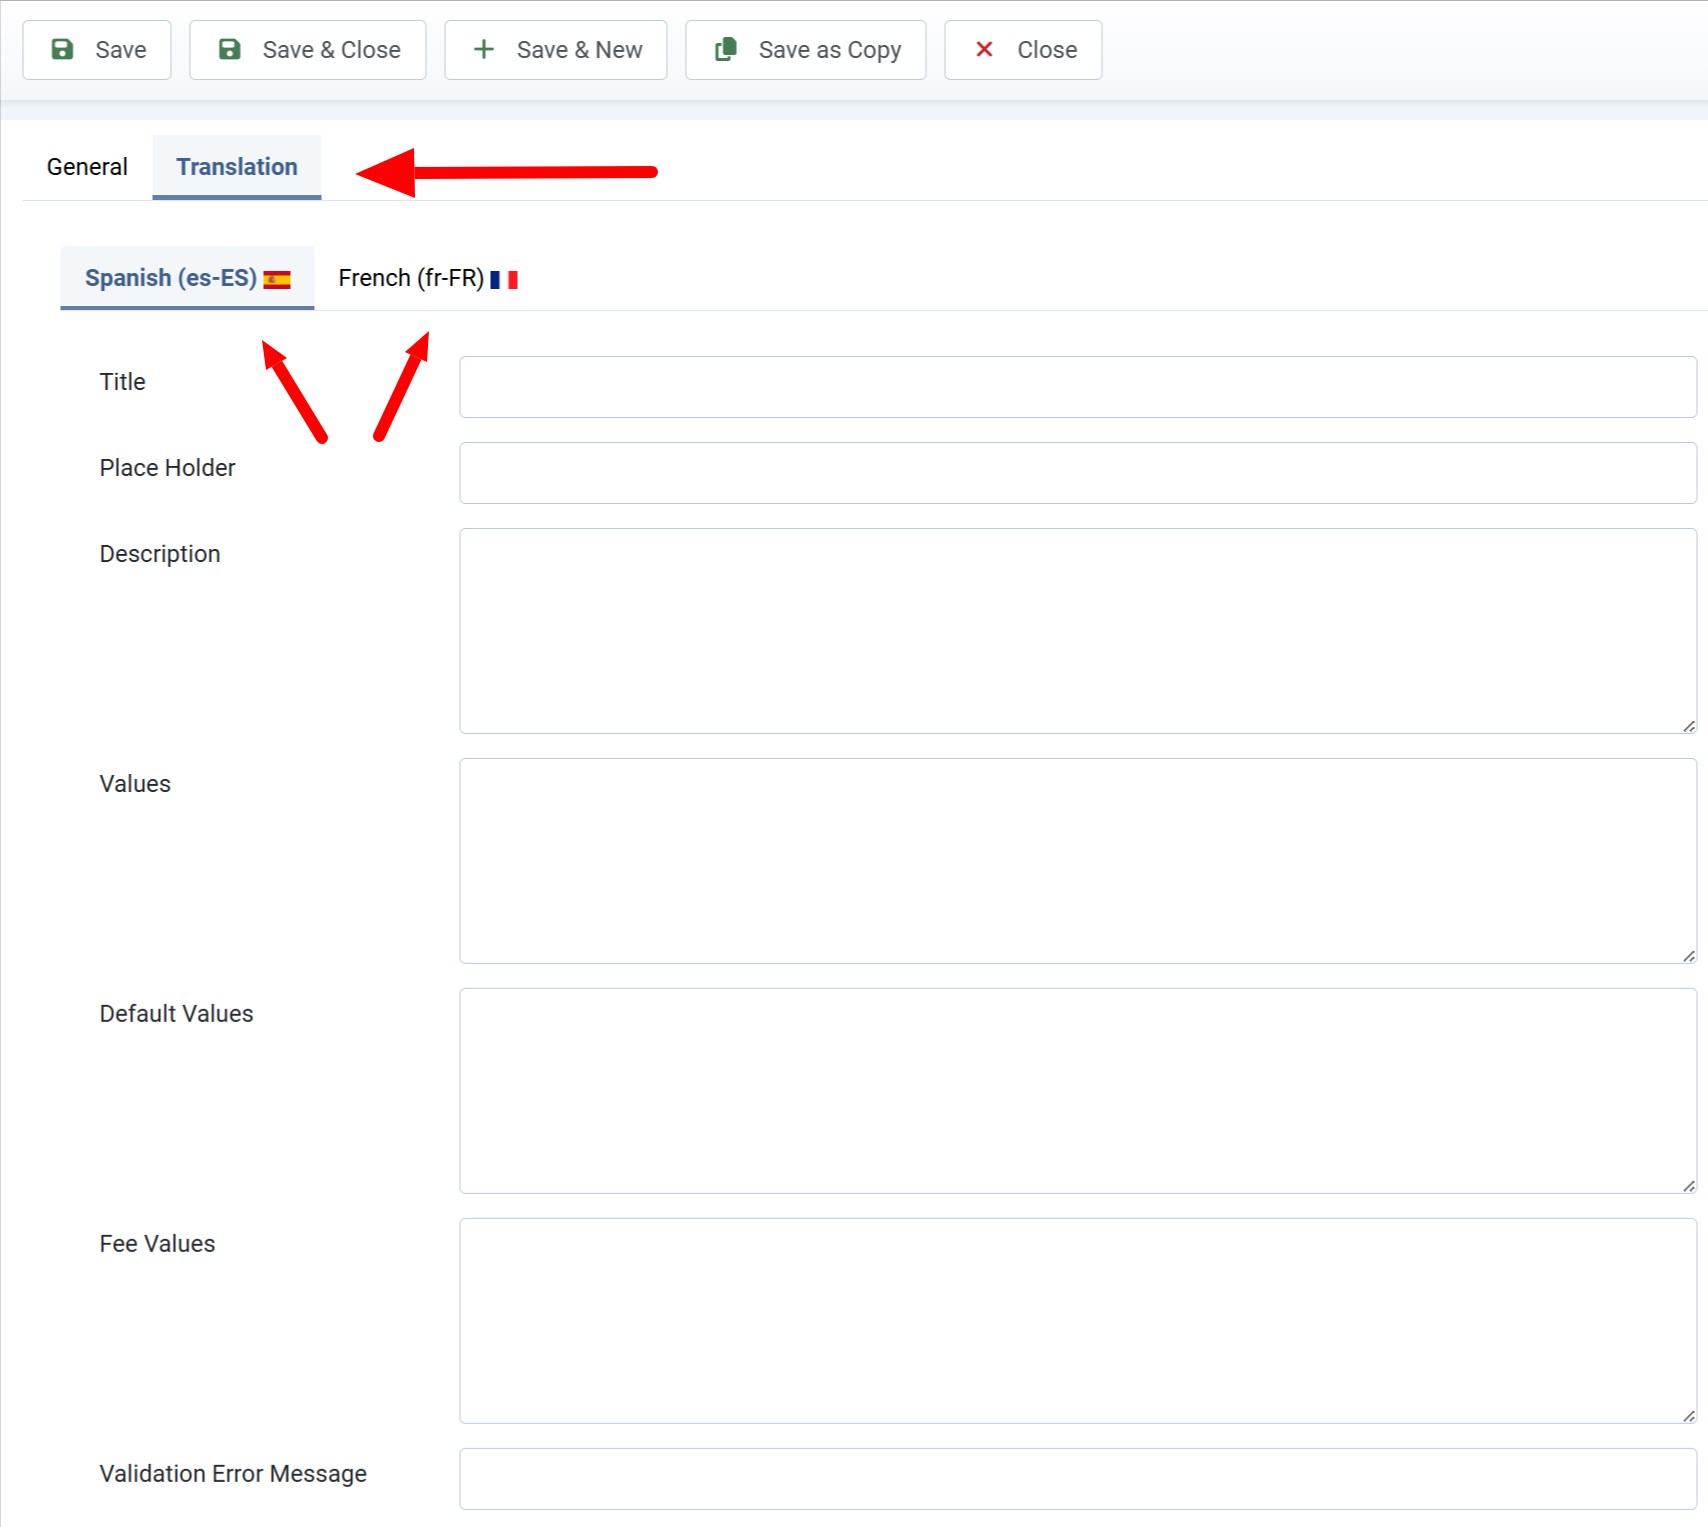 Save Save & Close Save & New Save as Copy Close
General Translation
Spanish (es-ES) French (fr-FR)
Title
Place Holder
Description
Values
Default Values
Fee Values
Validation Error Message